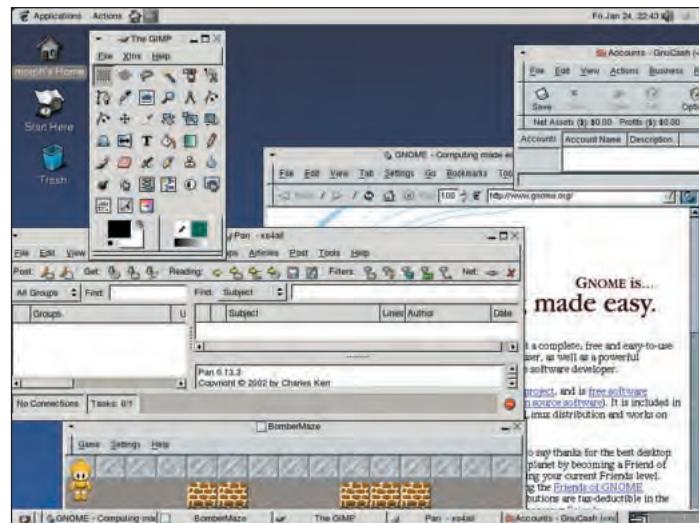 Applications Actions
Fri Jan 24, 22:43
morph's Home
Start Here
Trash
The GIMP
File Xtns Help
Accounts - GnuCash
File Edit View Actions Business
Save
Net Assets ($): $0.00 Profits ($): $0.00
Accounts Account Name Description
GNOME - Computing made
File Edit View Tab Settings Go Bookmarks
100 http://www.gnome.org/
GNOME IS...
made easy.
a complete, free and easy-to-use
user, as well as a powerful
software developer.
project, and is free software
source software). It is included in
Linux distribution and works on
to say thanks for the best desktop
planet by becoming a Friend of
your current Friends level.
the Friends of GNOME
butions are tax-deductible in the
Pan - xs4all
File Edit View Articles Post Tools Help
Post: Get: Reading: Filters: Net:
All Groups Find: Find: Subject
Groups Subject Lines Author Date
Pan 0.13.3
Copyright © 2002 by Charles Kerr
No Connections Tasks: 0/1
BomberMaze
Game Settings Help
GNOME - Computing BomberMaze The GIMP Pan - xs4all Accounts - GnuCash